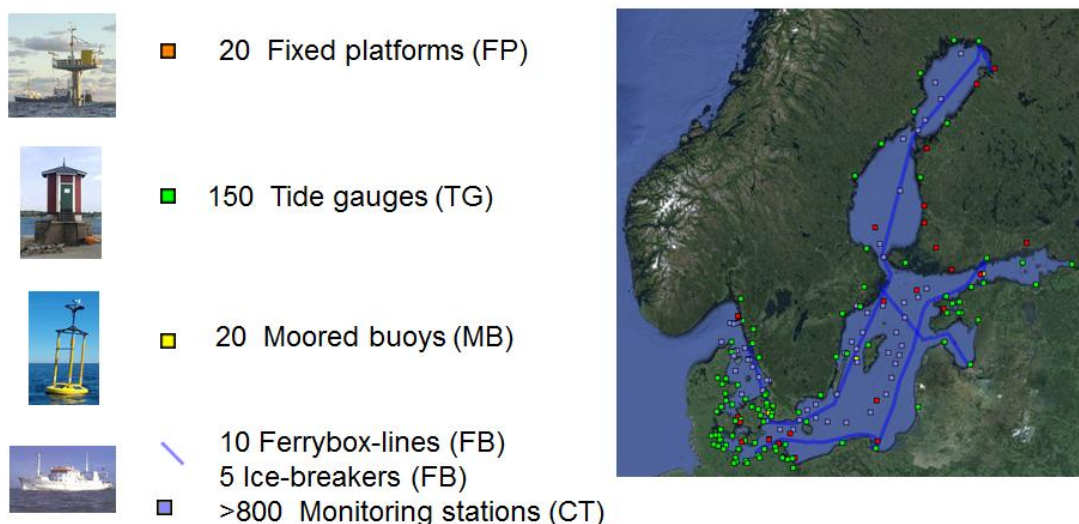 20 Fixed platforms (FP)
150 Tide gauges (TG)
20 Moored buoys (MB)
10 Ferrybox-lines (FB)
5 Ice-breakers (FB)
>800 Monitoring stations (CT)